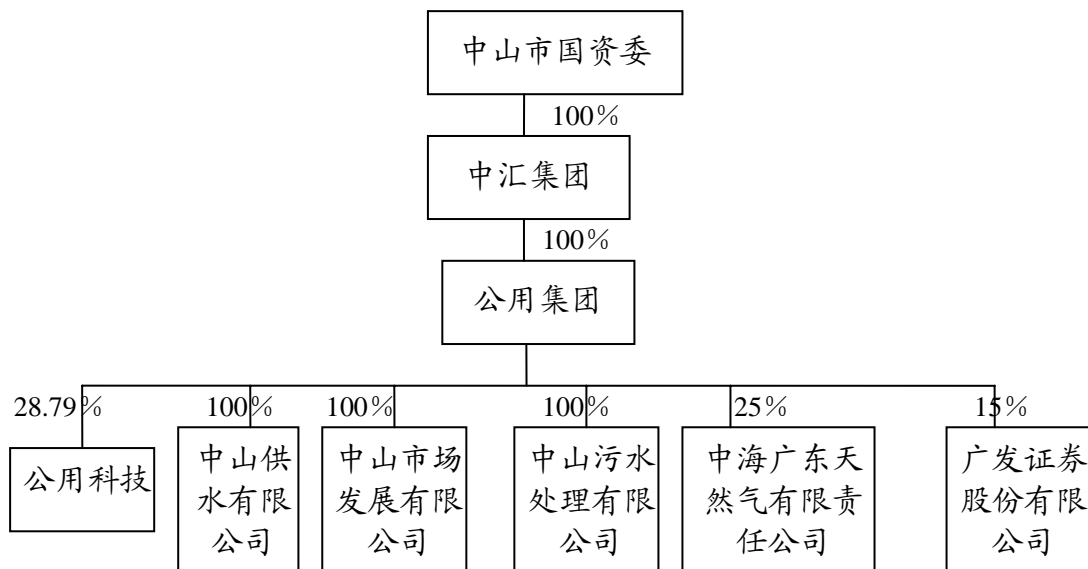 中山市国资委
100%
中汇集团
100%
公用集团
28.79% 100% 100% 100% 25% 15%
公用科技
中山供
水有限
公司
中山市场
发展有限
公司
中山污水
处理有限
公司
中海广东天
然气有限责
任公司
广发证券
股份有限
公司